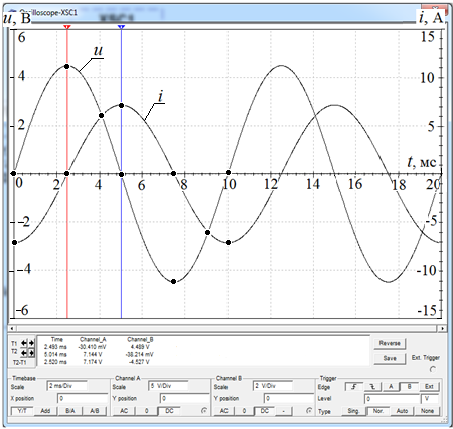 Oscilloscope-XSC1
u, В
i, А
6
15
u
10
i
2
5
t, мс
0 2 4 6 8 10 12 14 16 18 20
-2
-5
-4
-10
-6
-15
Time Channel_A Channel_B
T1 2.493 ms -30.410 mV 4.489 V
T2 5.014 ms 7.144 V -38.214 mV
T2-T1 2.520 ms 7.174 V -4.527 V
Reverse
Save
Ext. Trigger
Timebase Channel A Channel B Trigger
Scale 2 ms/Div Scale 5 V/Div Scale 2 V/Div Edge A B Ext
X position 0 Y position 0 Y position 0 Level 0 V
Y/T Add B/A A/B AC 0 DC AC 0 DC - Type Sing. Nor. Auto None